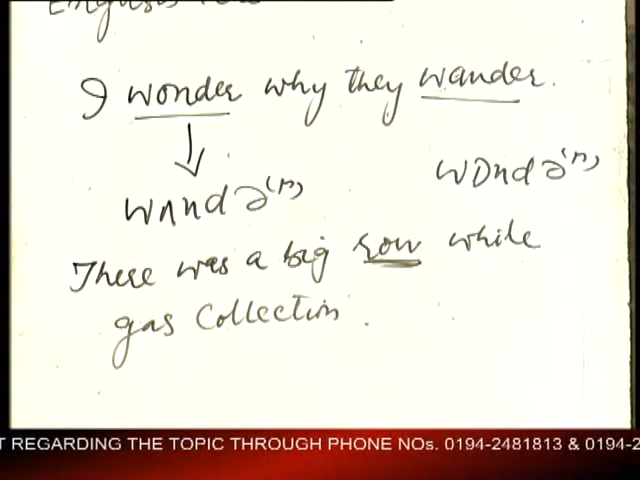 I wonder why they wander.
wʌndə⁽ʳ⁾ wɒndə⁽ʳ⁾
There was a big row while
gas Collection.
T REGARDING THE TOPIC THROUGH PHONE NOs. 0194-2481813 & 0194-2